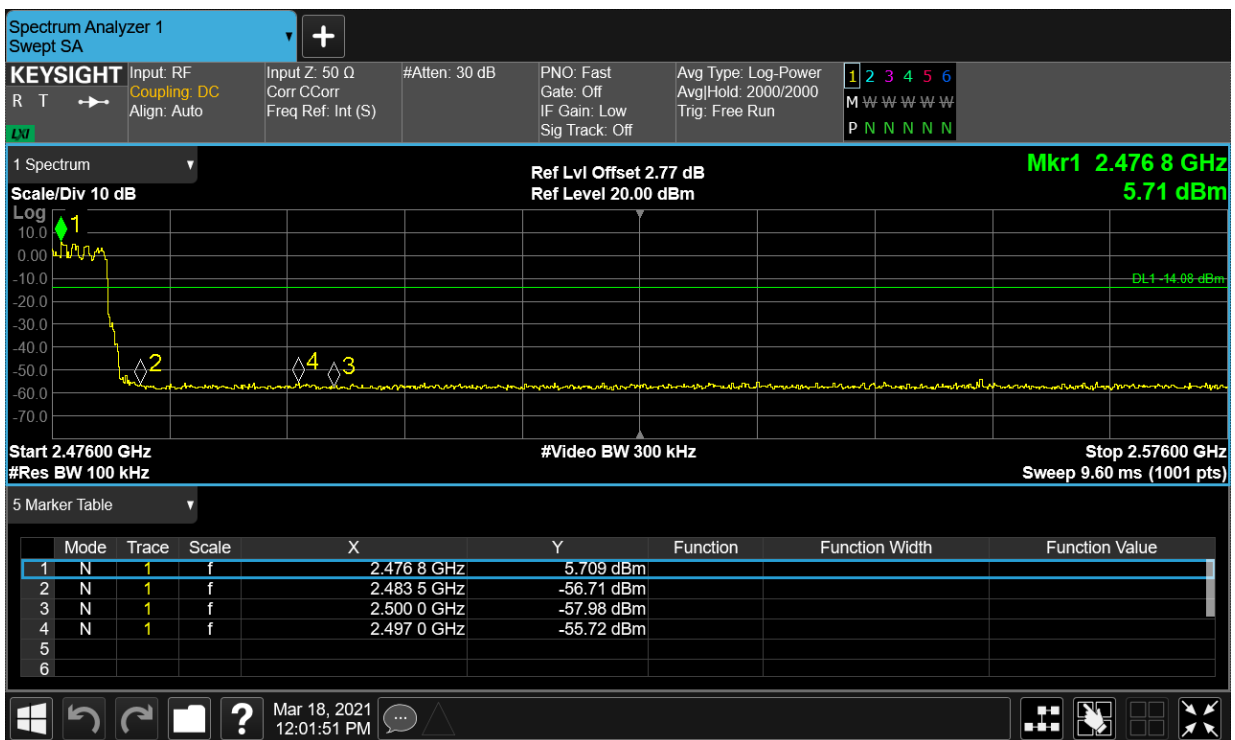 Spectrum Analyzer 1
Swept SA
+
KEYSIGHT Input: RF Input Z: 50 Ω #Atten: 30 dB PNO: Fast Avg Type: Log-Power 1 2 3 4 5 6
R T Coupling: DC Corr CCorr Gate: Off Avg|Hold: 2000/2000 M W W W W W
Align: Auto Freq Ref: Int (S) IF Gain: Low Trig: Free Run
LXI Sig Track: Off P N N N N N
1 Spectrum Ref Lvl Offset 2.77 dB Mkr1 2.476 8 GHz
Scale/Div 10 dB Ref Level 20.00 dBm 5.71 dBm
Log
1
10.0
0.00
-10.0
DL1 -14.08 dBm
-20.0
-30.0
-40.0
2 4 3
-50.0
-60.0
-70.0
Start 2.47600 GHz #Video BW 300 kHz Stop 2.57600 GHz
#Res BW 100 kHz Sweep 9.60 ms (1001 pts)
5 Marker Table
Mode Trace Scale X Y Function Function Width Function Value
1 N 1 f 2.476 8 GHz 5.709 dBm
2 N 1 f 2.483 5 GHz -56.71 dBm
3 N 1 f 2.500 0 GHz -57.98 dBm
4 N 1 f 2.497 0 GHz -55.72 dBm
5
6
? Mar 18, 2021
12:01:51 PM